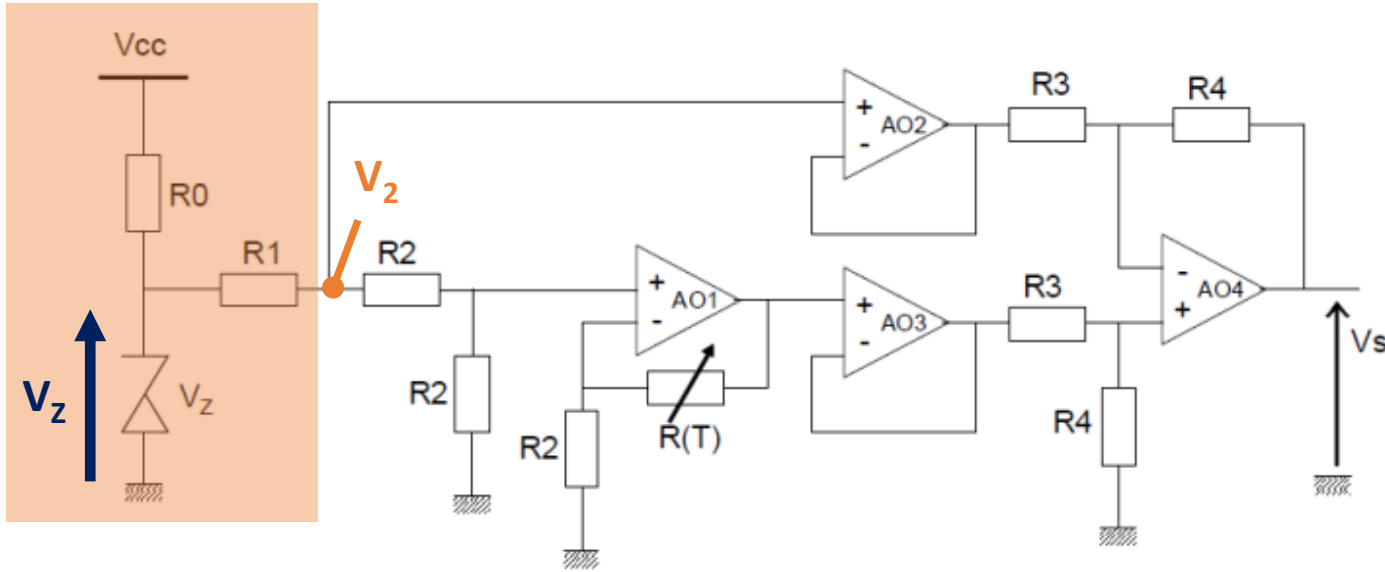 Vcc
R0
R1
V2
R2
VZ
VZ
R2
R2
+
-
AO1
R(T)
+
-
AO2
+
-
AO3
R3
R4
R3
R4
-
+
AO4
Vs